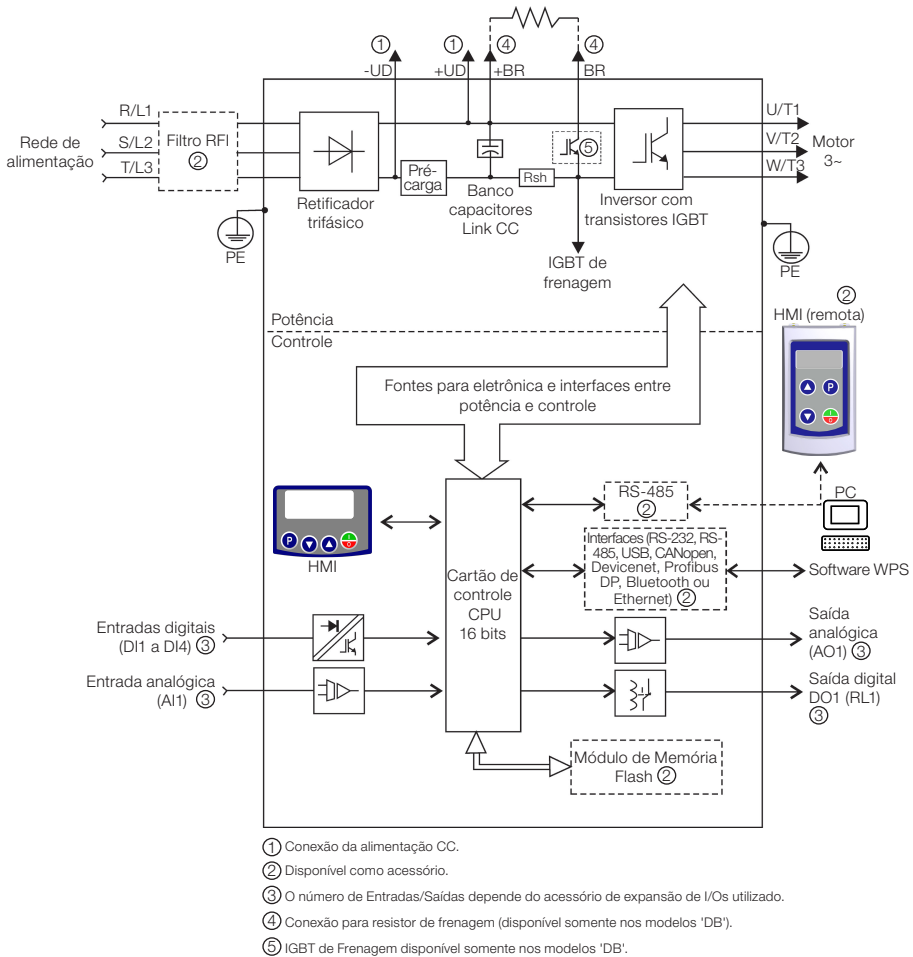 ① ① ④ ④
-UD +UD +BR BR
R/L1
S/L2
T/L3
Rede de
alimentação
Filtro RFI
②
Retificador
trifásico
Pré-
carga
Banco
capacitores
Link CC
Rsh
⑤
Inversor com
transistores IGBT
U/T1
V/T2
W/T3
Motor
3~
PE
PE
IGBT de
frenagem
Potência
Controle
②
HMI (remota)
P
I
0
Fontes para eletrônica e interfaces entre
potência e controle
P
I
0
HMI
Cartão de
controle
CPU
16 bits
RS-485
②
PC
Interfaces (RS-232, RS-
485, USB, CANopen,
Devicenet, Profibus
DP, Bluetooth ou
Ethernet) ②
Software WPS
Entradas digitais
(DI1 a DI4) ③
Entrada analógica
(AI1) ③
Saída
analógica
(AO1) ③
Saída digital
DO1 (RL1)
③
Módulo de Memória
Flash ②
① Conexão da alimentação CC.
② Disponível como acessório.
③ O número de Entradas/Saídas depende do acessório de expansão de I/Os utilizado.
④ Conexão para resistor de frenagem (disponível somente nos modelos 'DB').
⑤ IGBT de Frenagem disponível somente nos modelos 'DB'.